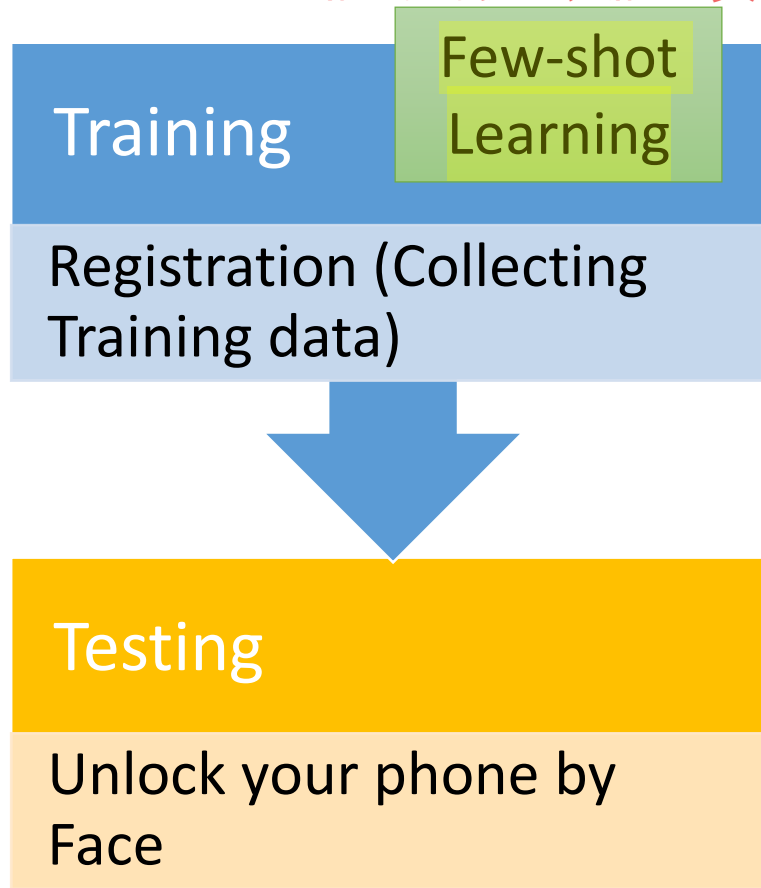 Few-shot
Learning
Training
Registration (Collecting
Training data)
Testing
Unlock your phone by
Face